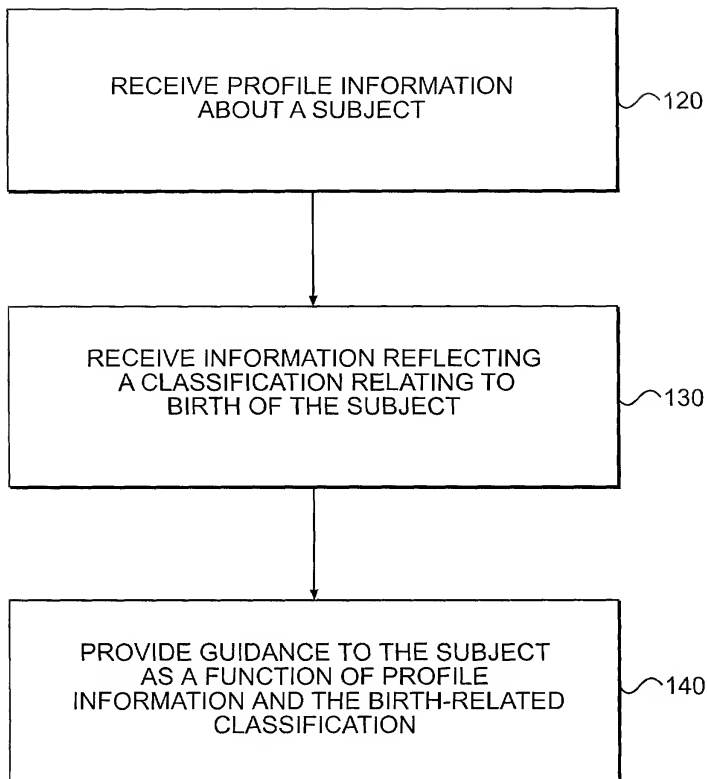 RECEIVE PROFILE INFORMATION
ABOUT A SUBJECT
120
RECEIVE INFORMATION REFLECTING
A CLASSIFICATION RELATING TO
BIRTH OF THE SUBJECT
130
PROVIDE GUIDANCE TO THE SUBJECT
AS A FUNCTION OF PROFILE
INFORMATION AND THE BIRTH-RELATED
CLASSIFICATION
140